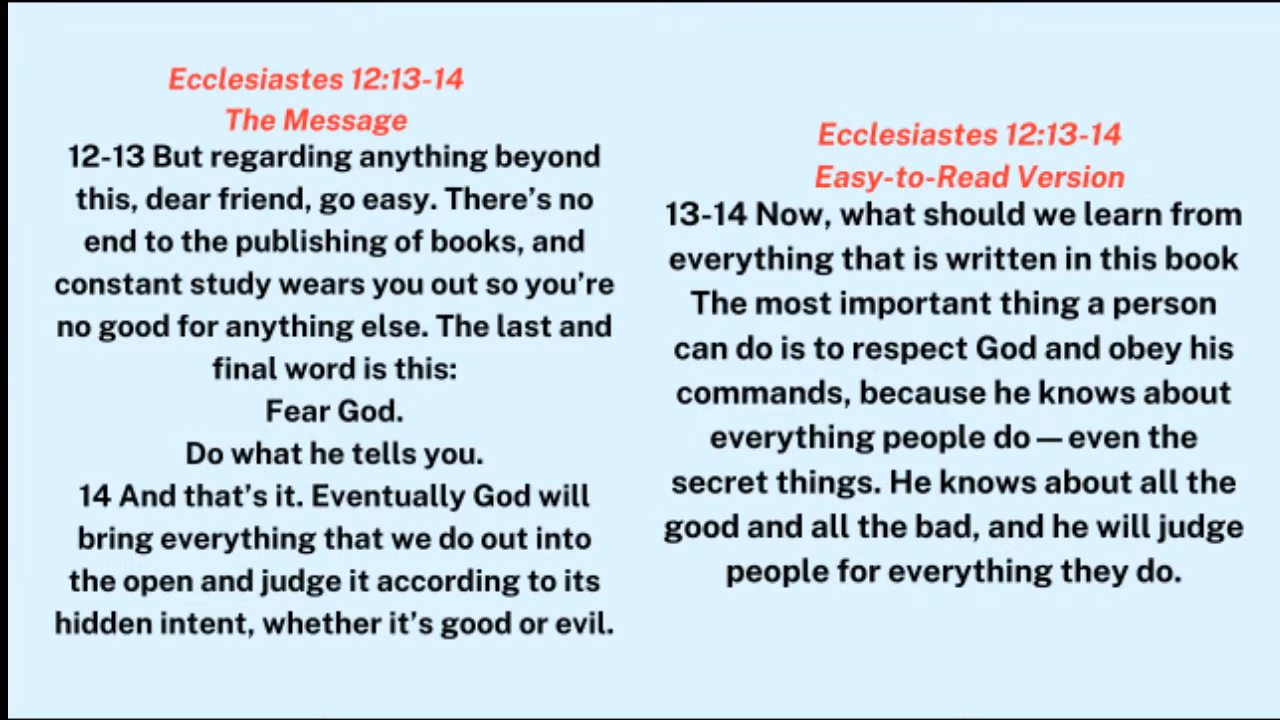 Ecclesiastes 12:13-14
The Message
12-13 But regarding anything beyond
this, dear friend, go easy. There’s no
end to the publishing of books, and
constant study wears you out so you’re
no good for anything else. The last and
final word is this:
Fear God.
Do what he tells you.
14 And that’s it. Eventually God will
bring everything that we do out into
the open and judge it according to its
hidden intent, whether it’s good or evil.
Ecclesiastes 12:13-14
Easy-to-Read Version
13-14 Now, what should we learn from
everything that is written in this book
The most important thing a person
can do is to respect God and obey his
commands, because he knows about
everything people do—even the
secret things. He knows about all the
good and all the bad, and he will judge
people for everything they do.